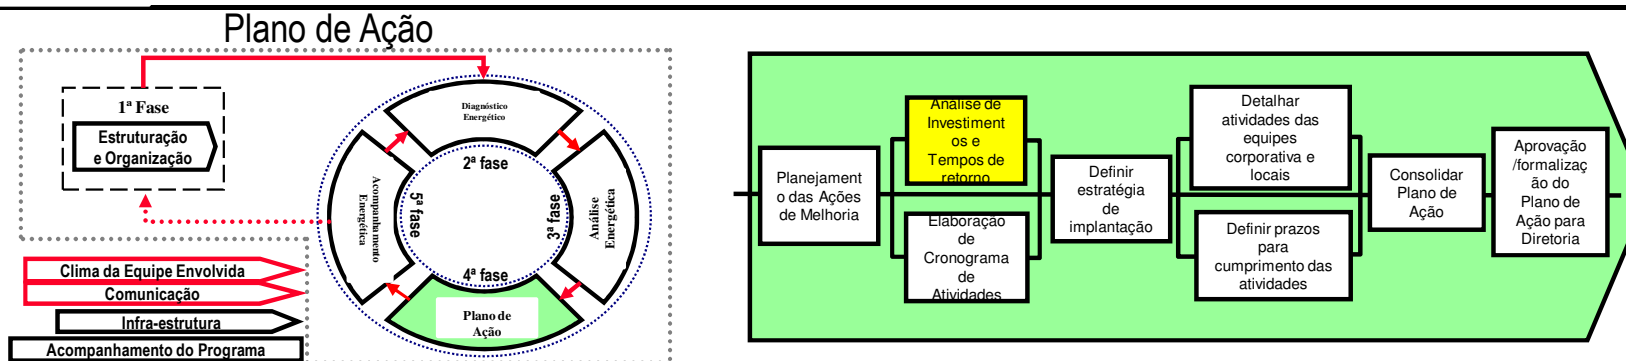 Plano de Ação
1ª Fase
Estruturação
e Organização
Diagnóstico
Energético
2ª fase
Análise
Energética
3ª fase
4ª fase
Plano de
Ação
5ª fase
Acompanhamento
Energética
Clima da Equipe Envolvida
Comunicação
Infra-estrutura
Acompanhamento do Programa
Planejament
o das Ações
de Melhoria
Análise de
Investiment
os e
Tempos de
retorno
Elaboração
de
Cronograma
de
Atividades
Definir
estratégia
de
implantação
Detalhar
atividades das
equipes
corporativa e
locais
Definir prazos
para
cumprimento das
atividades
Consolidar
Plano de
Ação
Aprovação
/formalizaç
ão do
Plano de
Ação para
Diretoria